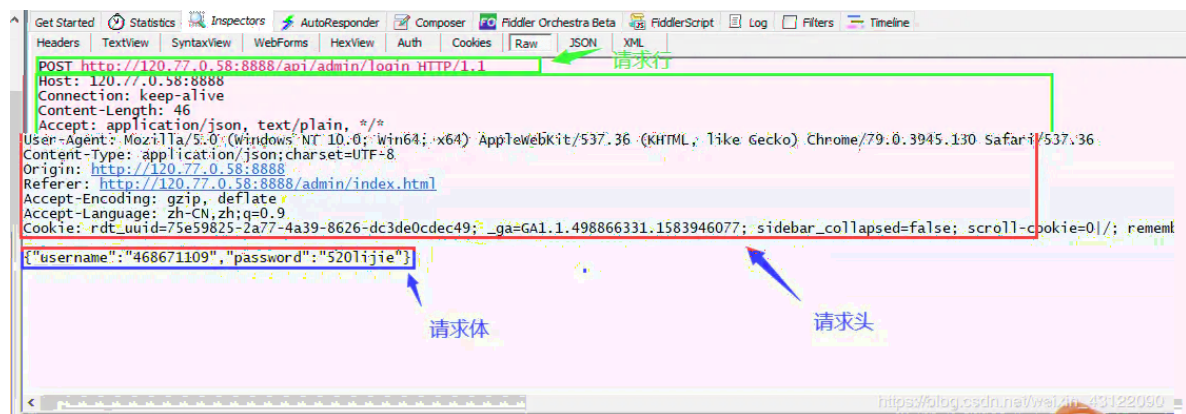 Get Started Statistics Inspectors AutoResponder Composer FO Fiddler Orchestra Beta FiddlerScript Log Filters Timeline
Headers TextView SyntaxView WebForms HexView Auth Cookies Raw JSON XML
请求行
POST http://120.77.0.58:8888/api/admin/login HTTP/1.1
Host: 120.77.0.58:8888
Connection: keep-alive
Content-Length: 46
Accept: application/json, text/plain, */*
User-Agent: Mozilla/5.0 (Windows NT 10.0; Win64; x64) AppleWebKit/537.36 (KHTML, like Gecko) Chrome/79.0.3945.130 Safari/537.36
Content-Type: application/json;charset=UTF-8
Origin: http://120.77.0.58:8888
Referer: http://120.77.0.58:8888/admin/index.html
Accept-Encoding: gzip, deflate
Accept-Language: zh-CN,zh;q=0.9
Cookie: rdt_uuid=75e59825-2a77-4a39-8626-dc3de0cdec49; _ga=GA1.1.498866331.1583946077; sidebar_collapsed=false; scroll-cookie=0|/; rememb
{"username":"468671109","password":"520lijie"}
请求体
请求头
https://blog.csdn.net/weixin_43122090